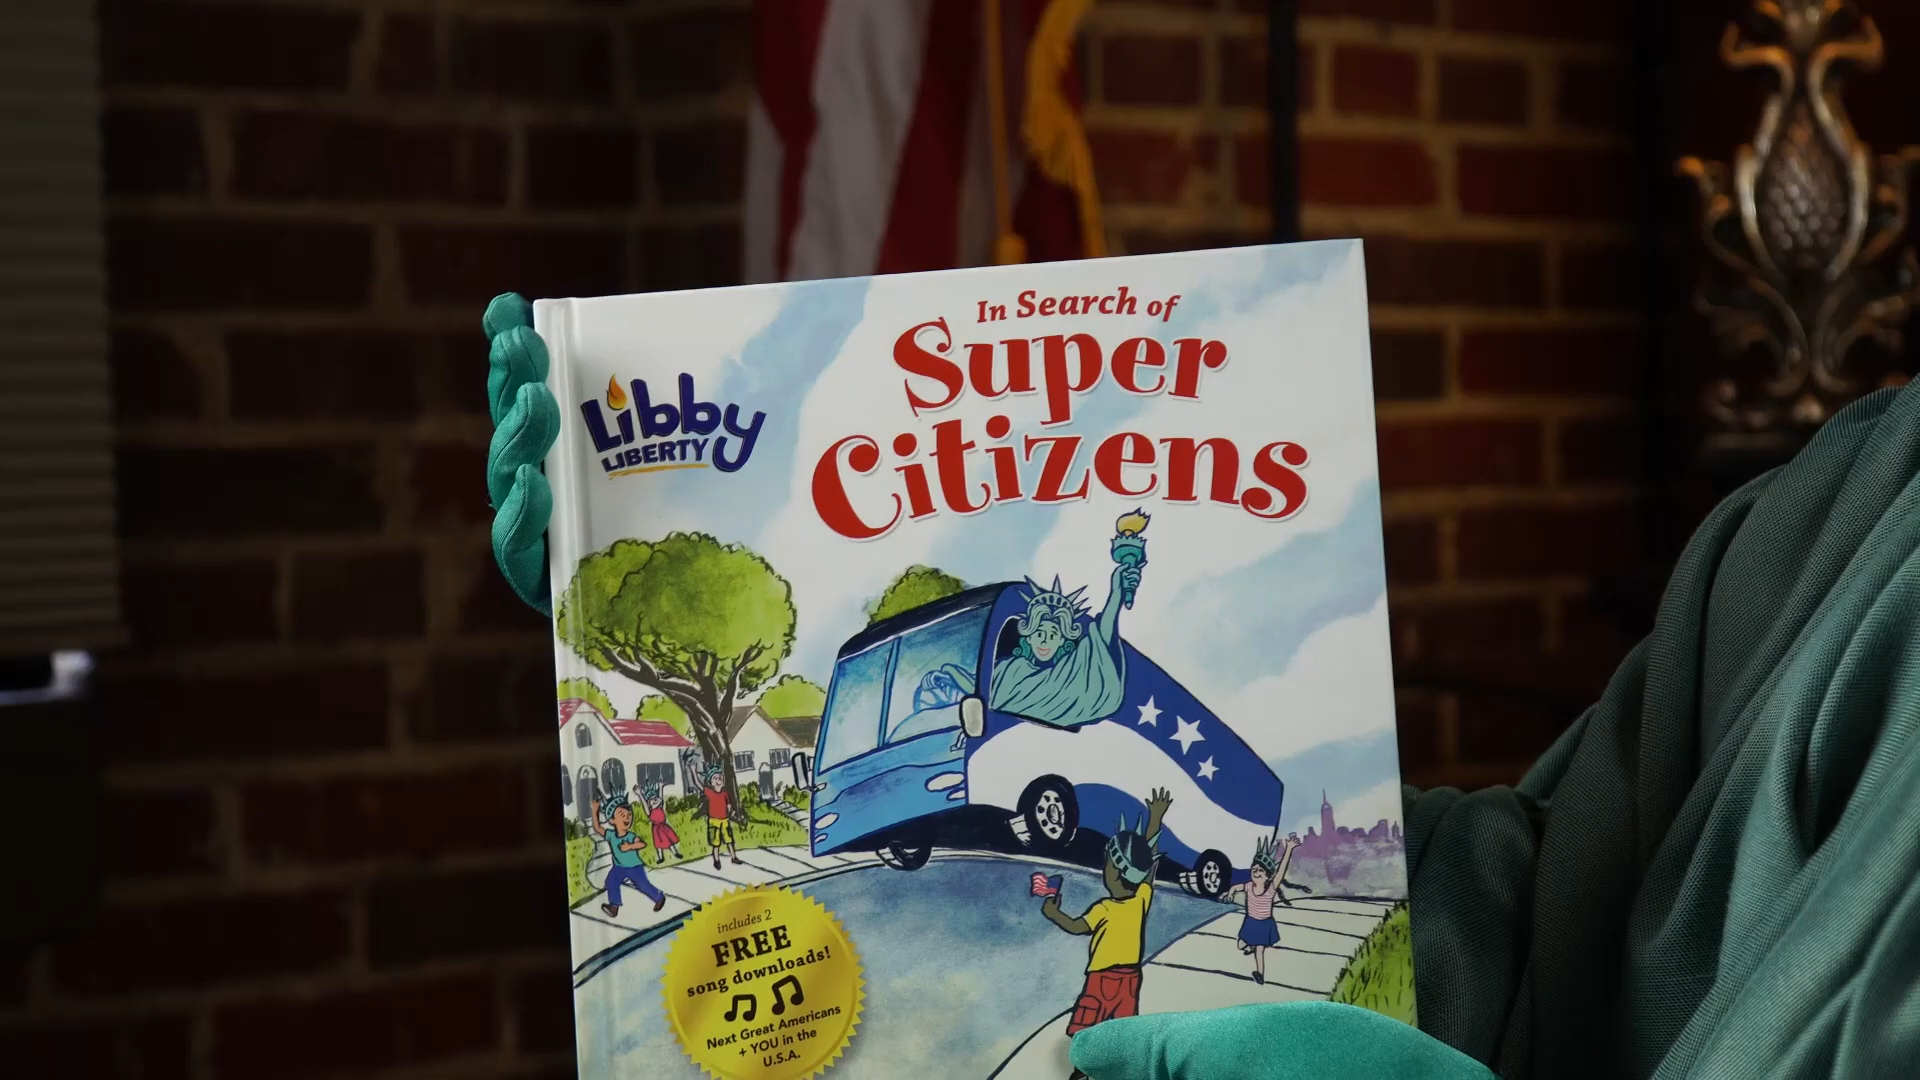 In Search of
Super
Citizens
Libby
LIBERTY
includes 2
FREE
song downloads!
Next Great Americans
+ YOU in the
U.S.A.